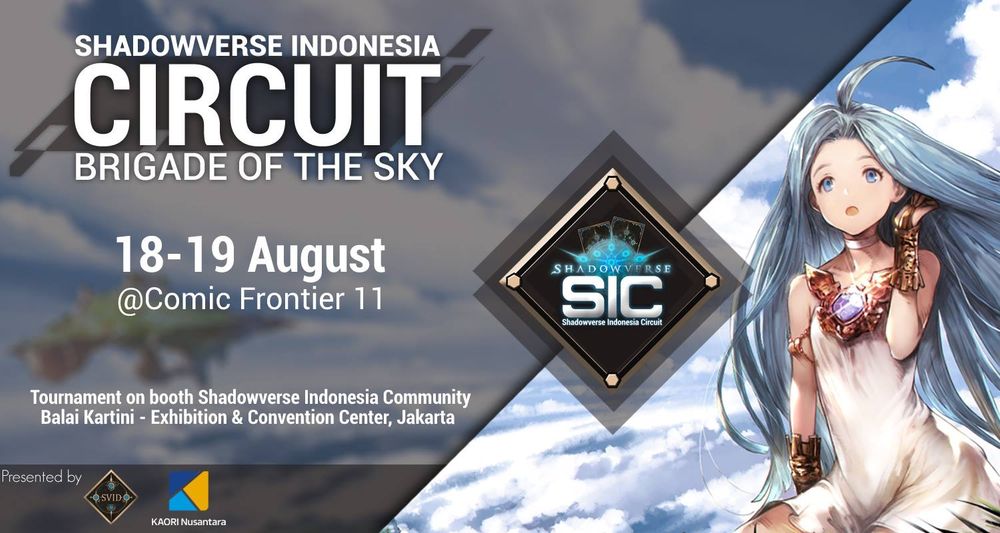 SHADOWVERSE INDONESIA
CIRCUIT
BRIGADE OF THE SKY
18-19 August
@Comic Frontier 11
SHADOWVERSE
SIC
Shadowverse Indonesia Circuit
Tournament on booth Shadowverse Indonesia Community
Balai Kartini - Exhibition & Convention Center, Jakarta
Presented by
SVID
KAORI Nusantara